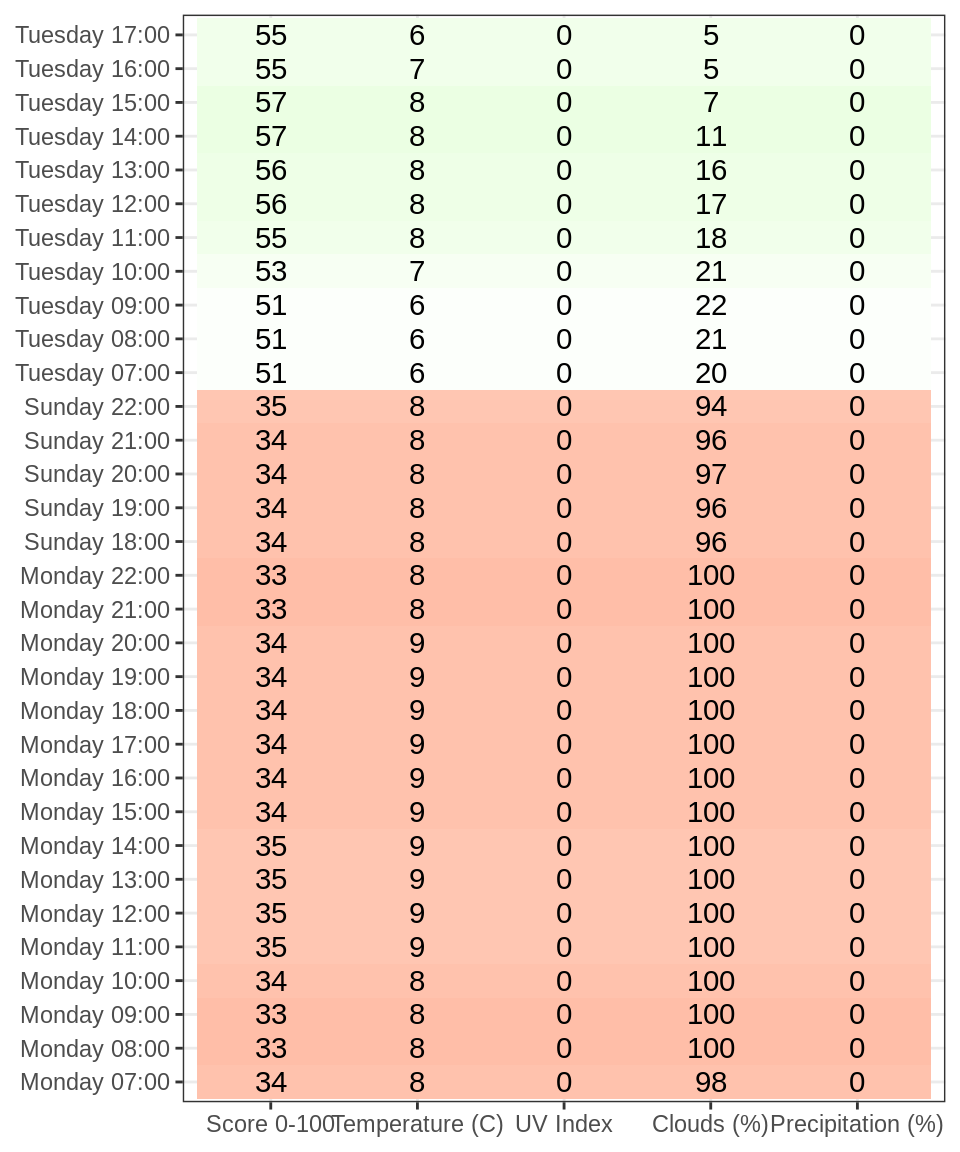 Tuesday 17:00 55 6 0 5 0
Tuesday 16:00 55 7 0 5 0
Tuesday 15:00 57 8 0 7 0
Tuesday 14:00 57 8 0 11 0
Tuesday 13:00 56 8 0 16 0
Tuesday 12:00 56 8 0 17 0
Tuesday 11:00 55 8 0 18 0
Tuesday 10:00 53 7 0 21 0
Tuesday 09:00 51 6 0 22 0
Tuesday 08:00 51 6 0 21 0
Tuesday 07:00 51 6 0 20 0
Sunday 22:00 35 8 0 94 0
Sunday 21:00 34 8 0 96 0
Sunday 20:00 34 8 0 97 0
Sunday 19:00 34 8 0 96 0
Sunday 18:00 34 8 0 96 0
Monday 22:00 33 8 0 100 0
Monday 21:00 33 8 0 100 0
Monday 20:00 34 9 0 100 0
Monday 19:00 34 9 0 100 0
Monday 18:00 34 9 0 100 0
Monday 17:00 34 9 0 100 0
Monday 16:00 34 9 0 100 0
Monday 15:00 34 9 0 100 0
Monday 14:00 35 9 0 100 0
Monday 13:00 35 9 0 100 0
Monday 12:00 35 9 0 100 0
Monday 11:00 35 9 0 100 0
Monday 10:00 34 8 0 100 0
Monday 09:00 33 8 0 100 0
Monday 08:00 33 8 0 100 0
Monday 07:00 34 8 0 98 0
Score 0-100 Temperature (C) UV Index Clouds (%) Precipitation (%)